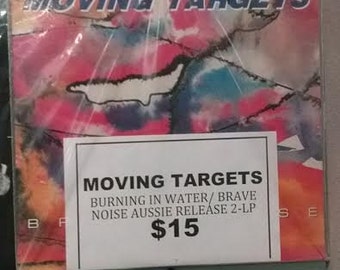 MOVING TARGETS
MOVING TARGETS
BURNING IN WATER/ BRAVE
NOISE AUSSIE RELEASE 2-LP
$15